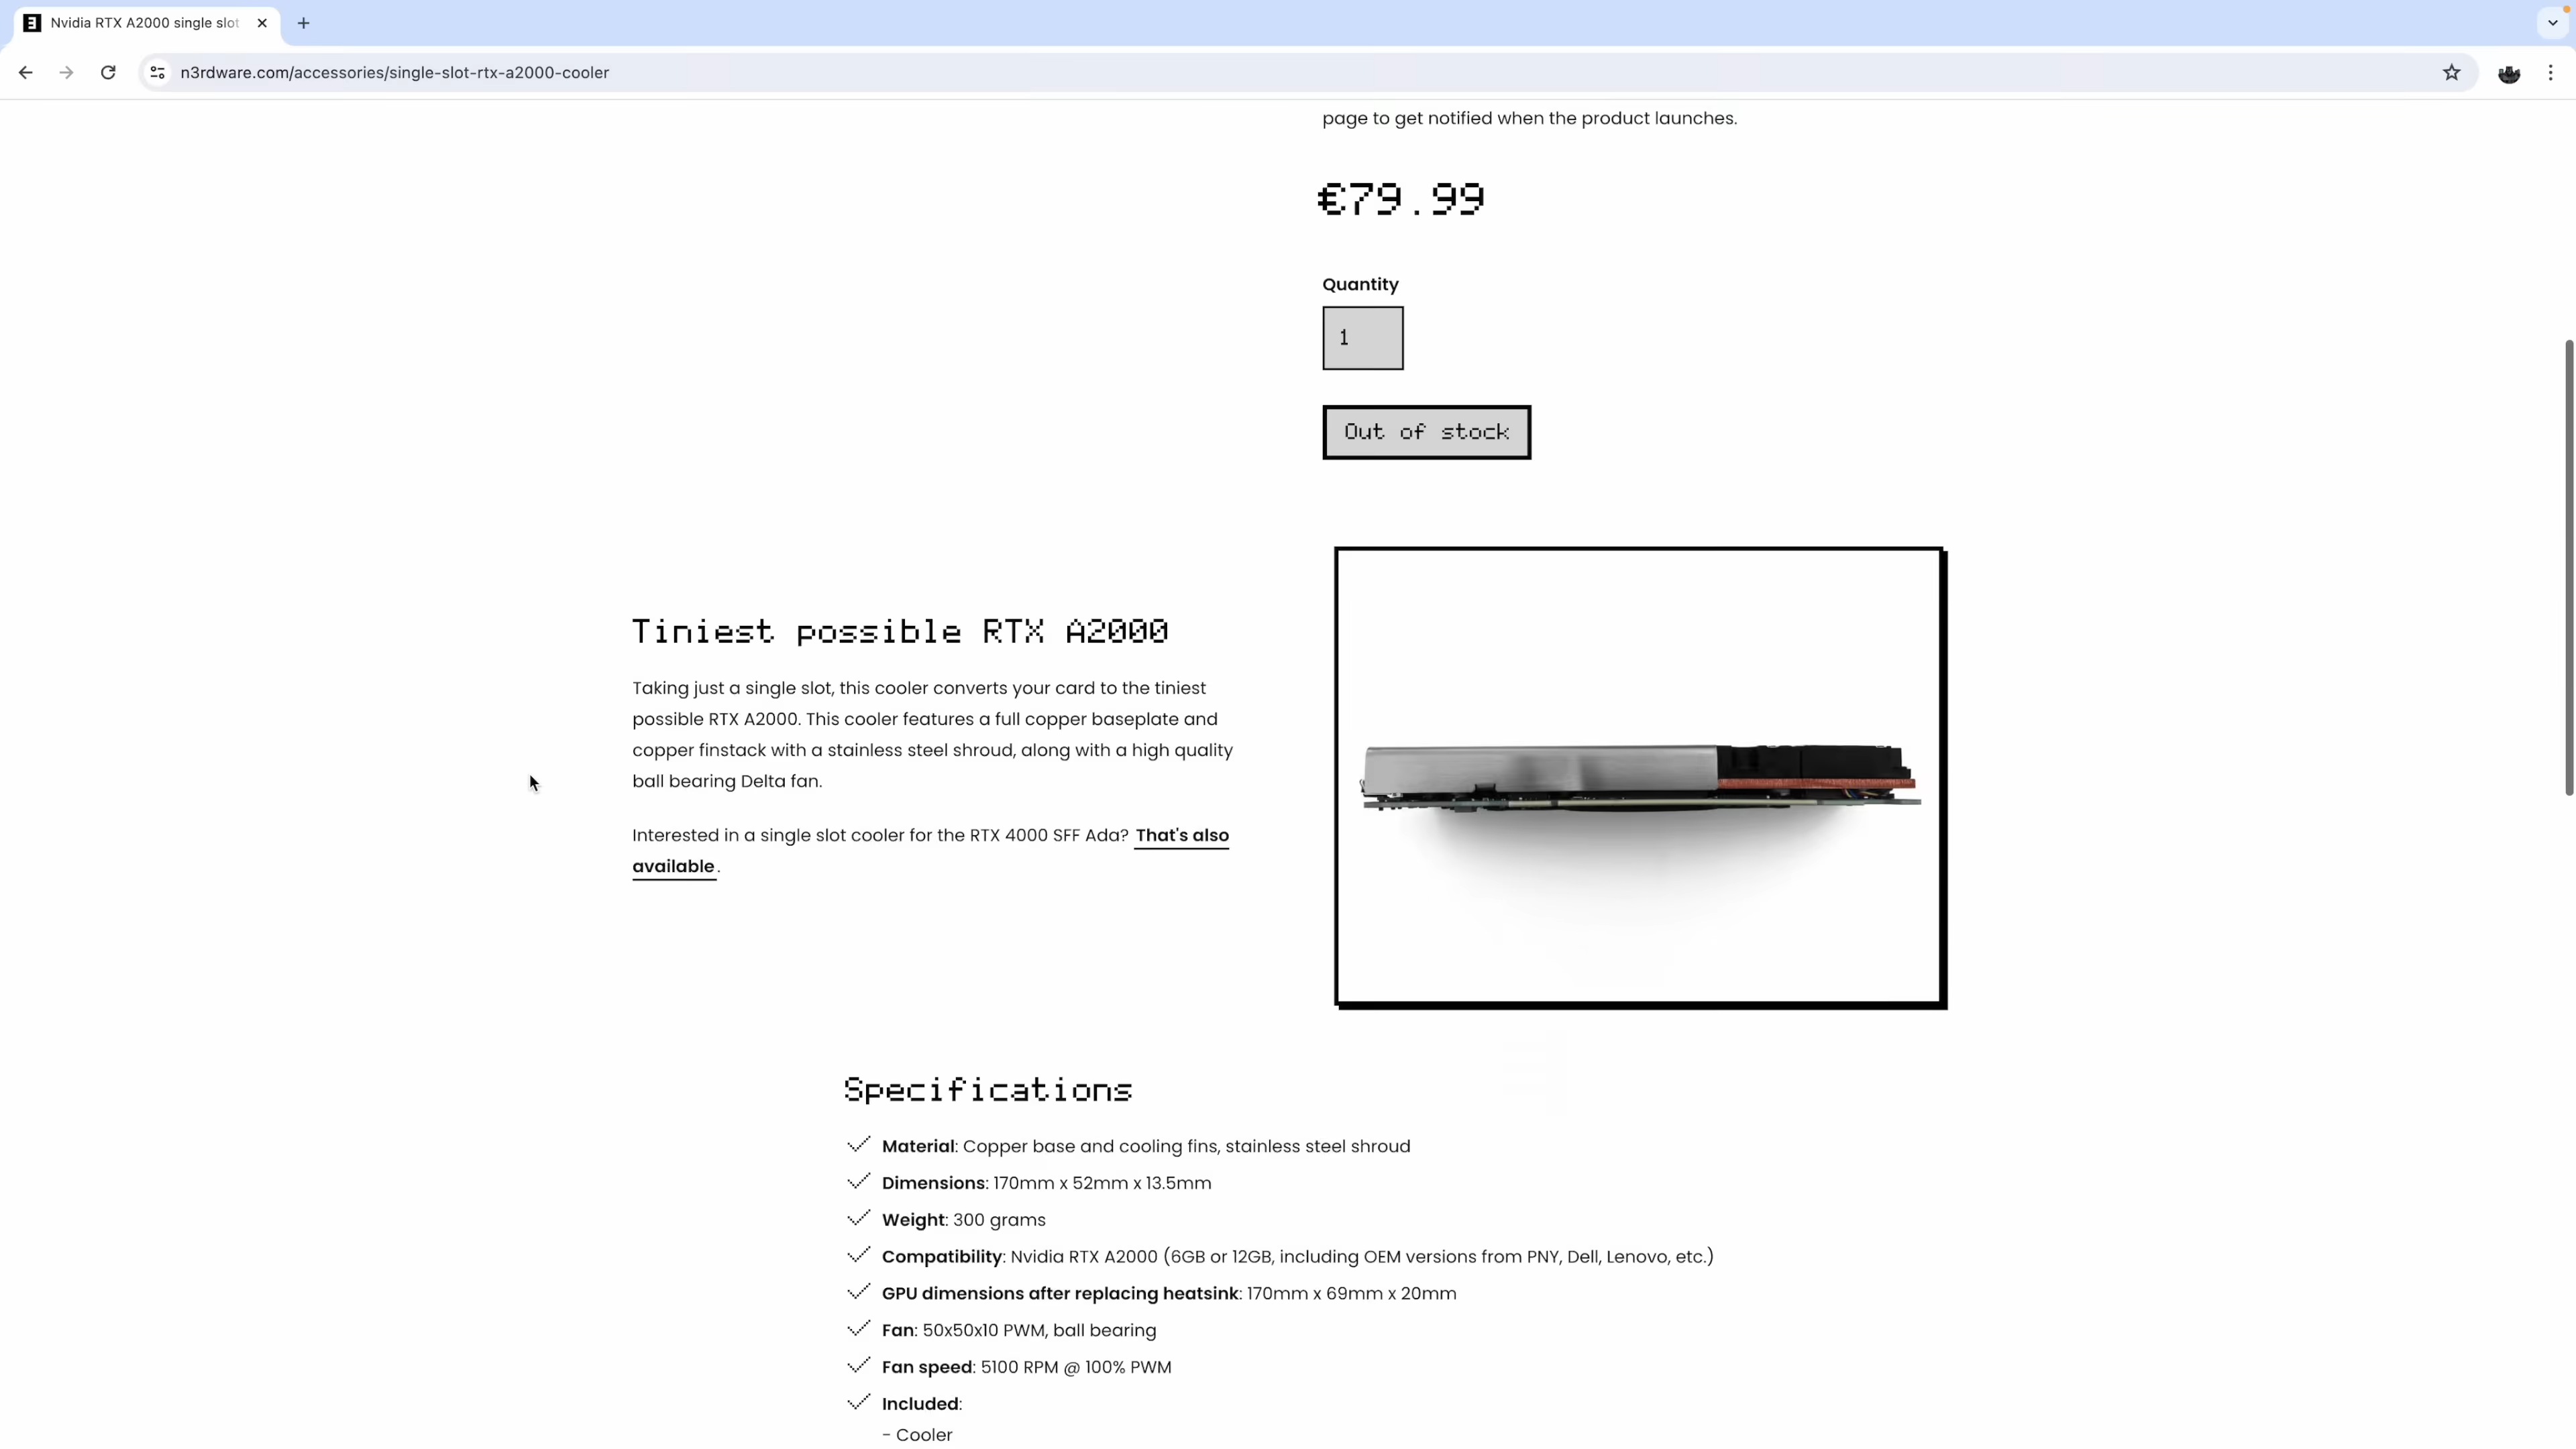 Nvidia RTX A2000 single slot
n3rdware.com/accessories/single-slot-rtx-a2000-cooler
page to get notified when the product launches.
€79.99
Quantity
1
Out of stock
Tiniest possible RTX A2000
Taking just a single slot, this cooler converts your card to the tiniest
possible RTX A2000. This cooler features a full copper baseplate and
copper finstack with a stainless steel shroud, along with a high quality
ball bearing Delta fan.
Interested in a single slot cooler for the RTX 4000 SFF Ada? That's also
available.
Specifications
Material: Copper base and cooling fins, stainless steel shroud
Dimensions: 170mm x 52mm x 13.5mm
Weight: 300 grams
Compatibility: Nvidia RTX A2000 (6GB or 12GB, including OEM versions from PNY, Dell, Lenovo, etc.)
GPU dimensions after replacing heatsink: 170mm x 69mm x 20mm
Fan: 50x50x10 PWM, ball bearing
Fan speed: 5100 RPM @ 100% PWM
Included:
- Cooler